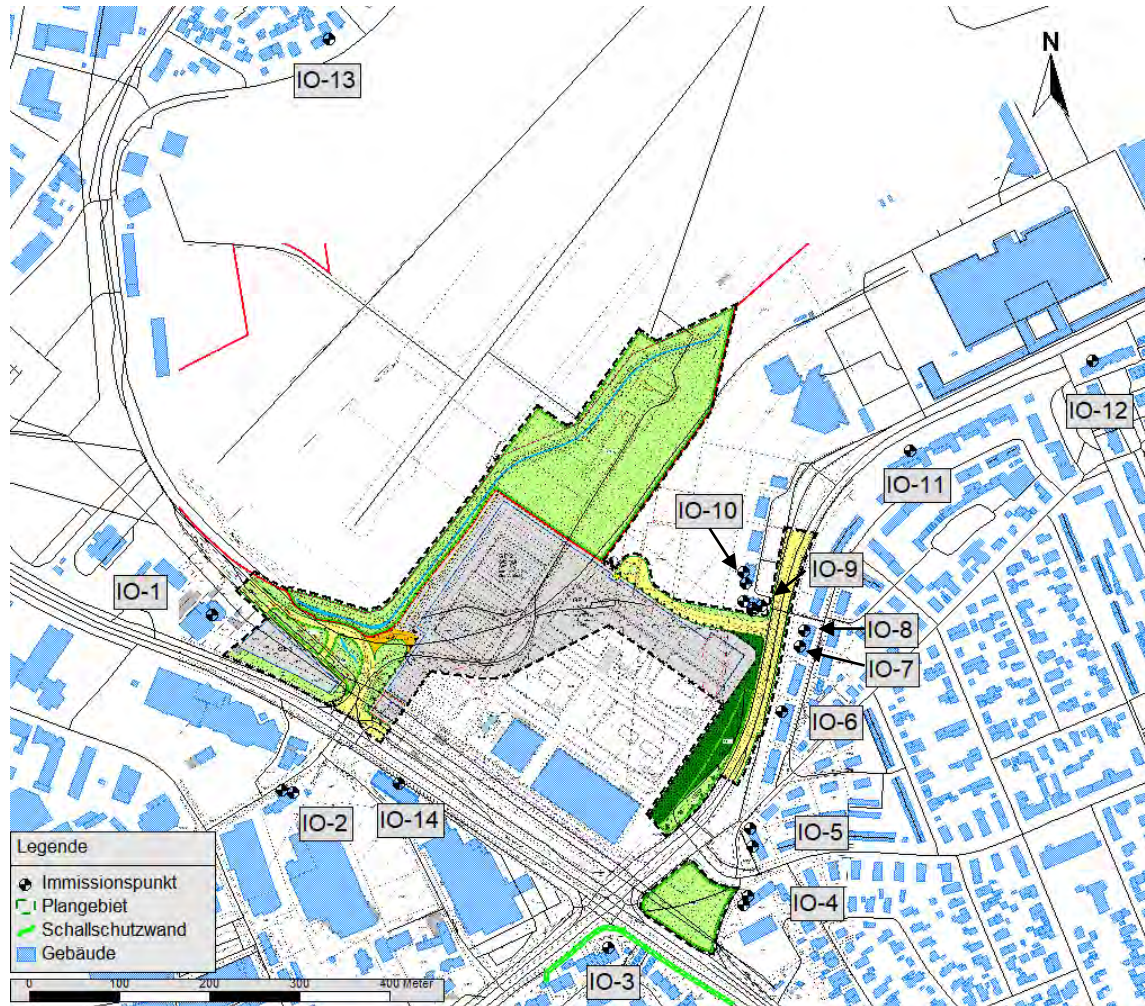 IO-13
N
IO-12
IO-11
IO-10
IO-9
IO-1
IO-8
IO-7
IO-6
IO-2
IO-14
IO-5
IO-4
IO-3
Legende
Immissionspunkt
Plangebiet
Schallschutzwand
Gebäude
0 100 200 300 400 Meter